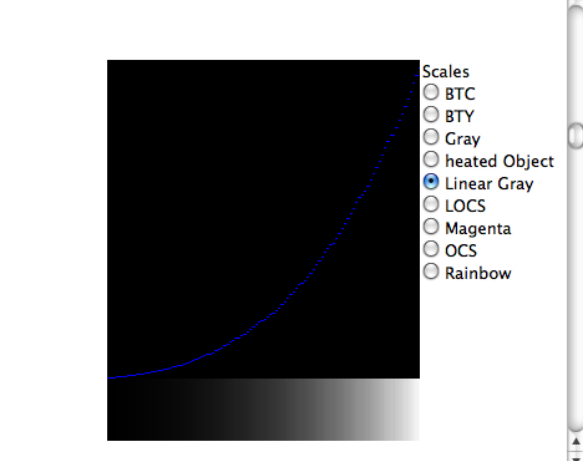 Scales
BTC
BTY
Gray
heated Object
Linear Gray
LOCS
Magenta
OCS
Rainbow